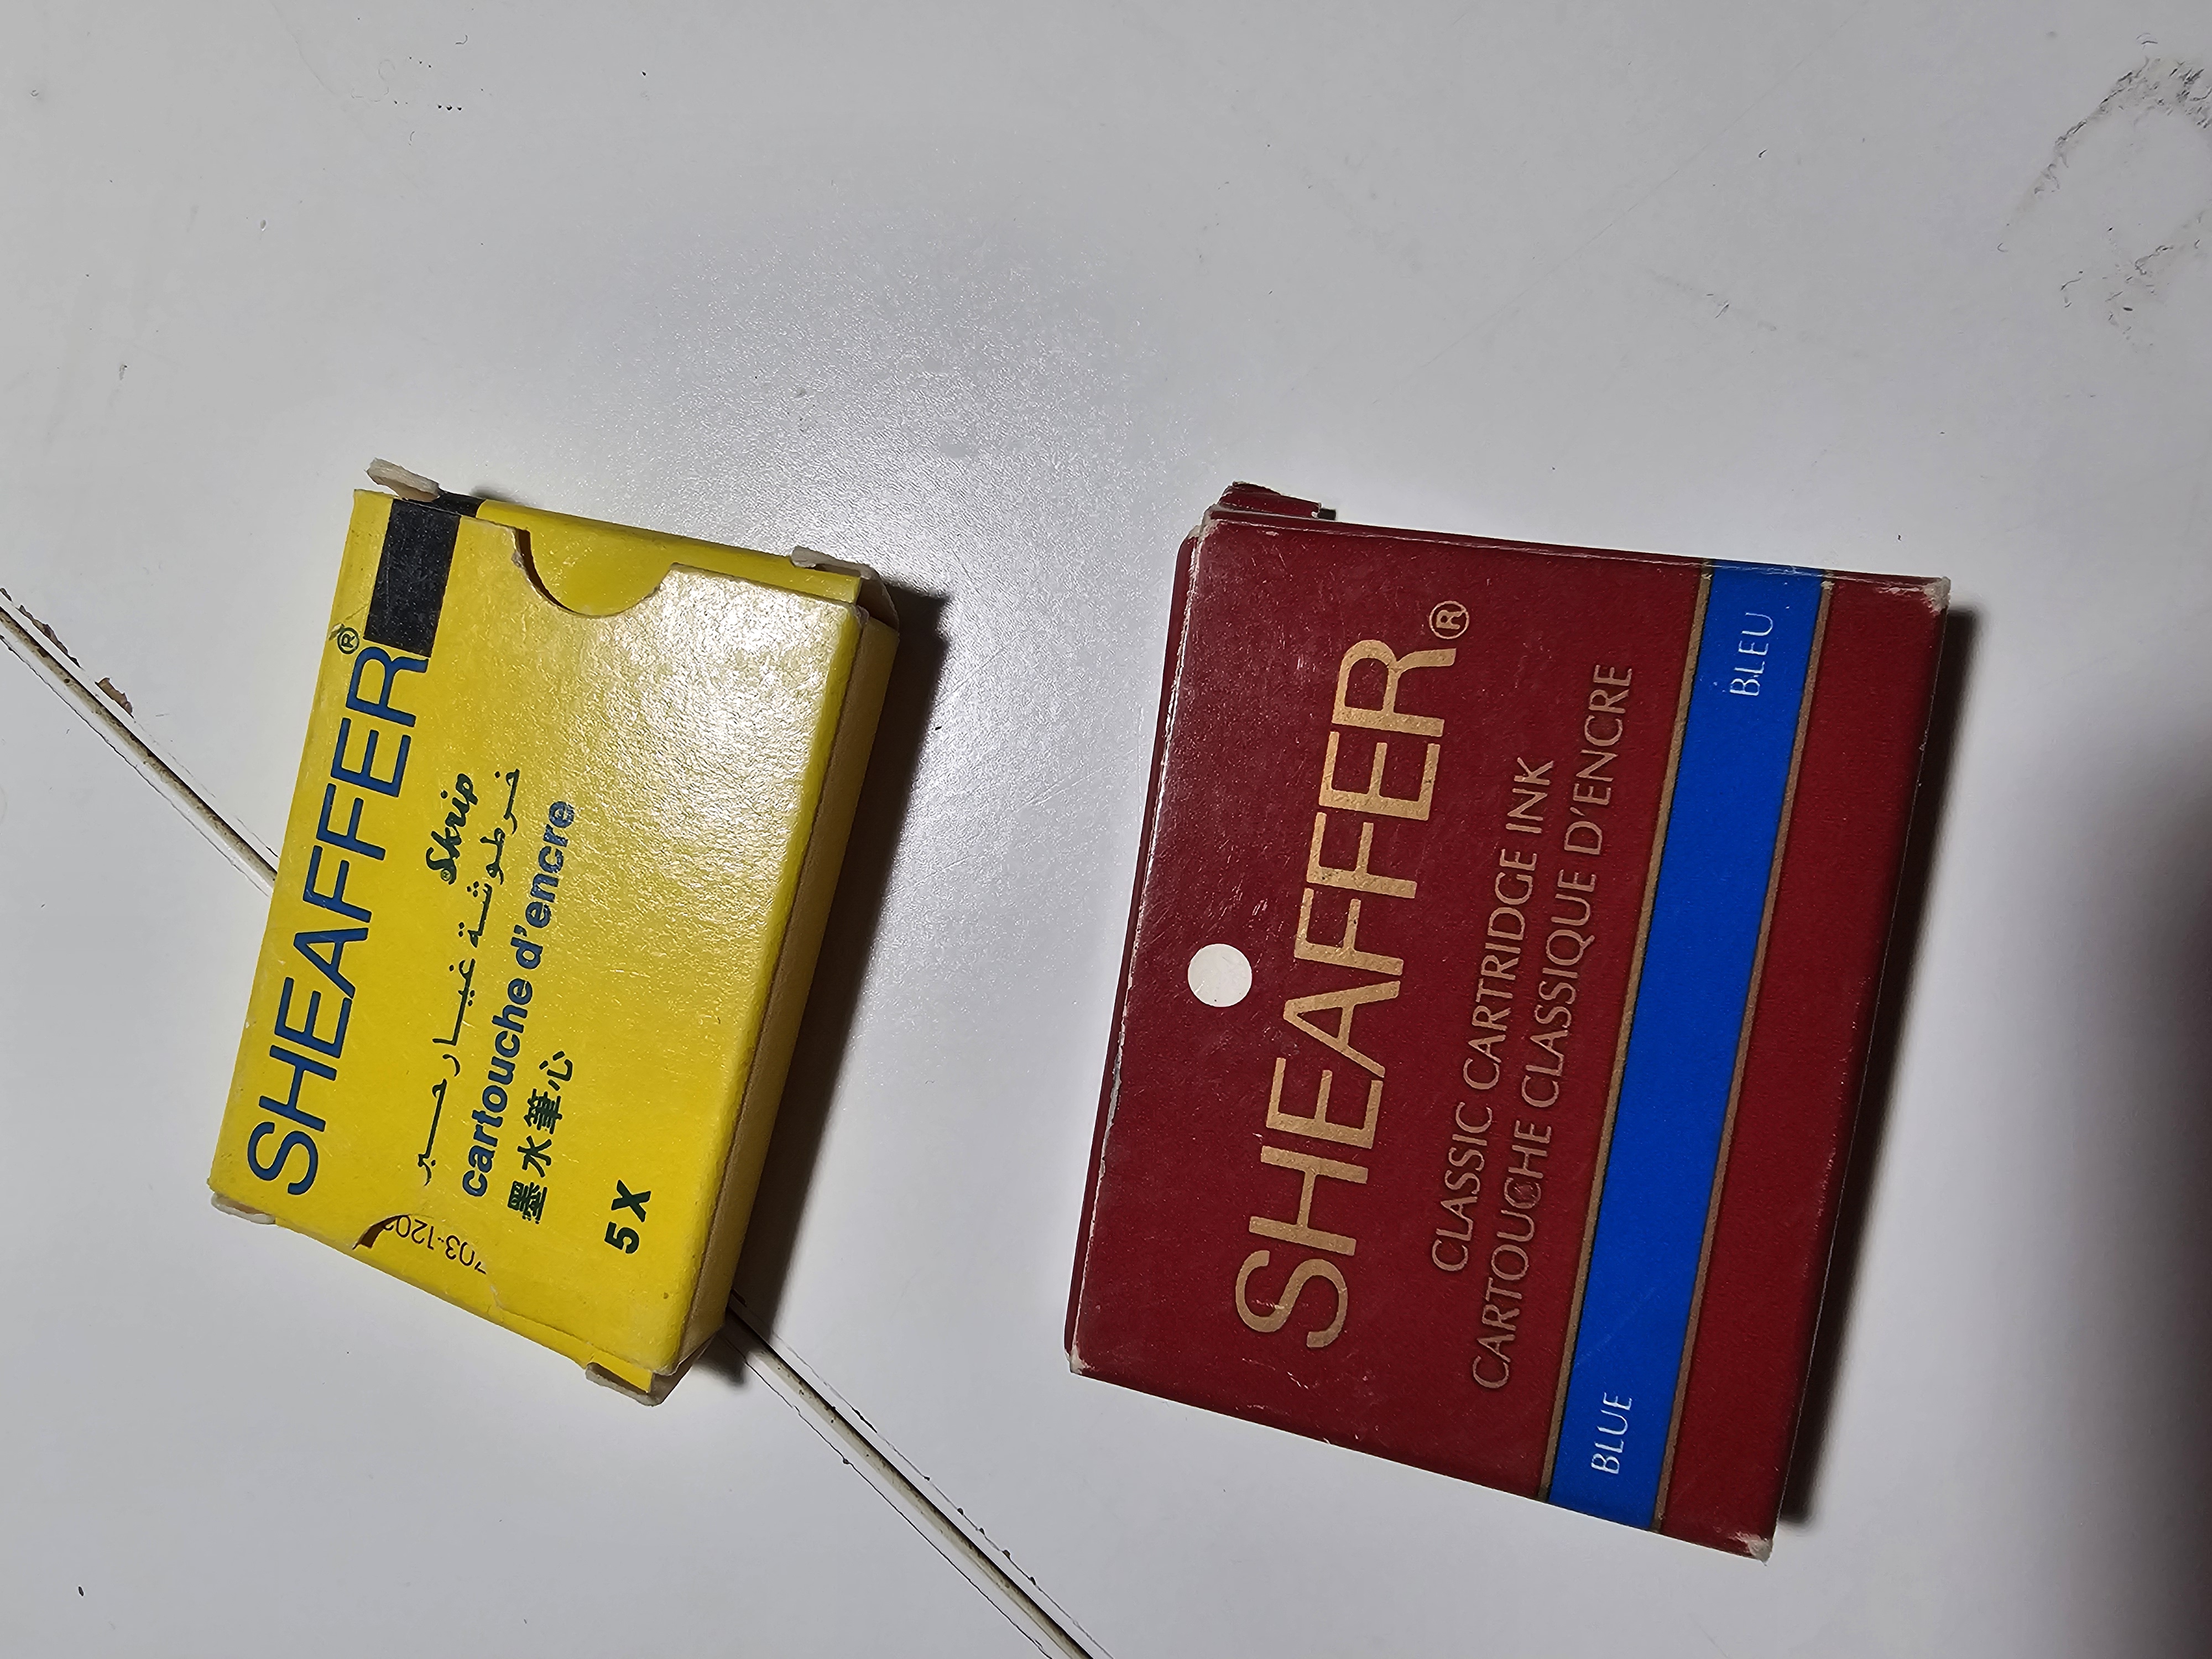 SHEAFFER®
Skrip
خرطوشة غيار حبر
cartouche d'encre
墨水筆心
5X
SHEAFFER®
CLASSIC CARTRIDGE INK
CARTOUCHE CLASSIQUE D'ENCRE
BLUE BLEU